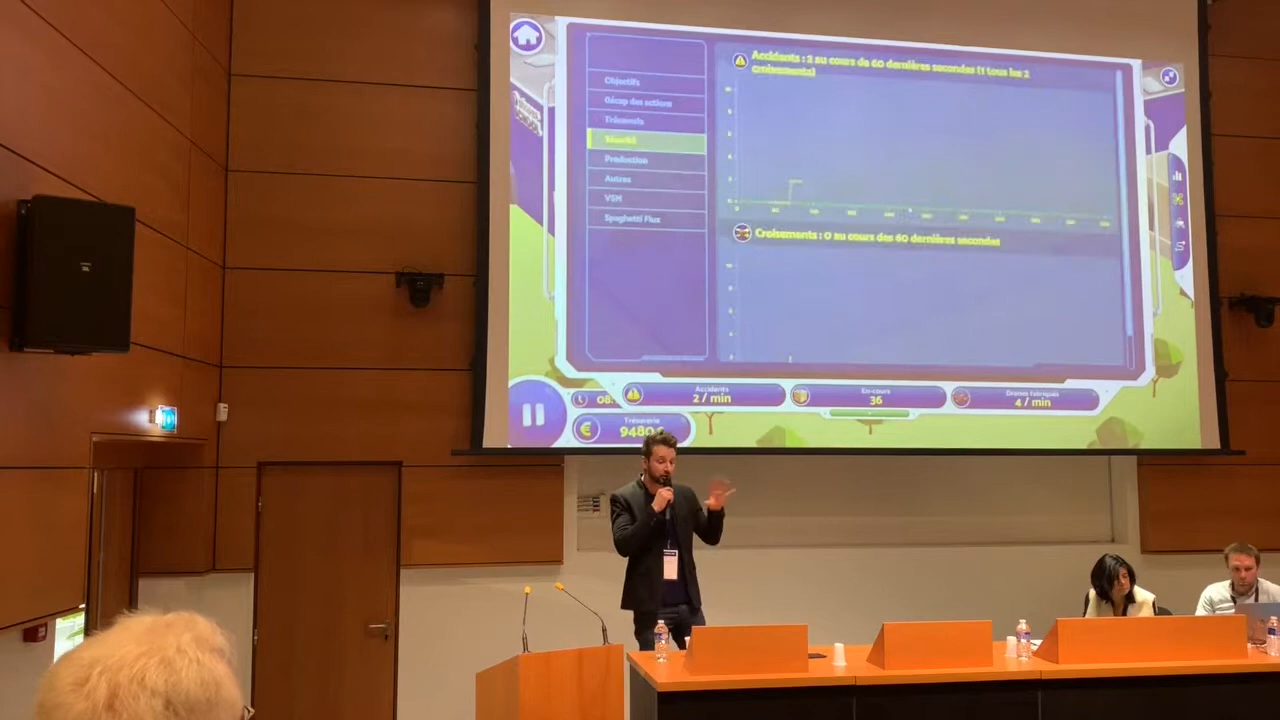 Accidents : 2 au cours de 60 dernières secondes (1 tous les 2
croisements)
Objectifs
Récap des actions
Trésorerie
Sécurité
Production
Autres
VSM
Spaghetti Flux
Croisements : 0 au cours des 60 dernières secondes
08:
Accidents
2 / min
En-cours
36
Drones fabriqués
4 / min
Trésorerie
9480 €